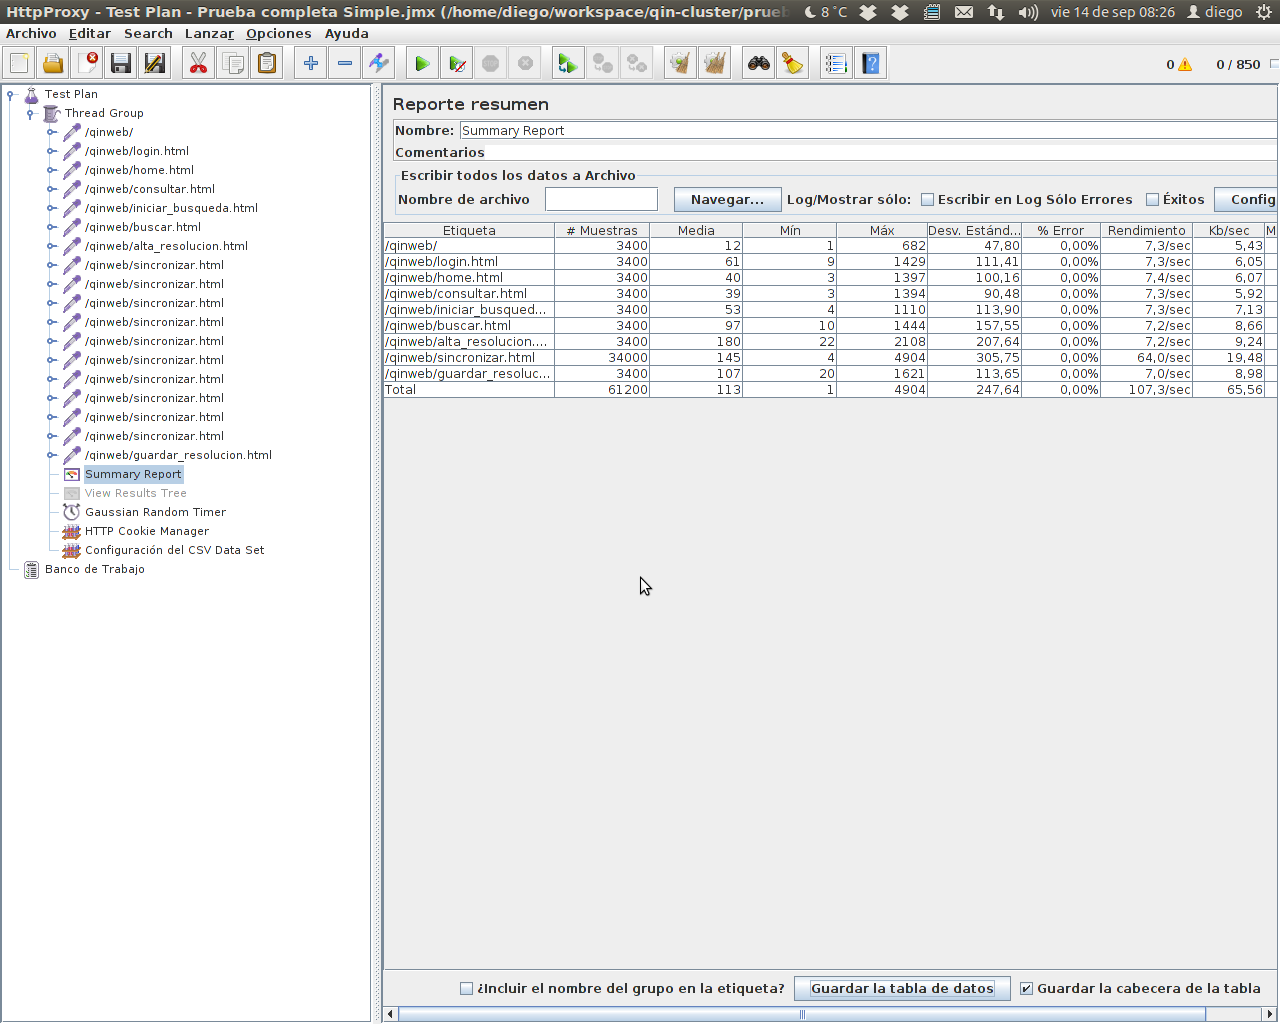 HttpProxy - Test Plan - Prueba completa Simple.jmx (/home/diego/workspace/qin-cluster/prueb 8 °C vie 14 de sep 08:26 diego
Archivo Editar Search Lanzar Opciones Ayuda
0 0 / 850
Test Plan
Thread Group
/qinweb/
/qinweb/login.html
/qinweb/home.html
/qinweb/consultar.html
/qinweb/iniciar_busqueda.html
/qinweb/buscar.html
/qinweb/alta_resolucion.html
/qinweb/sincronizar.html
/qinweb/sincronizar.html
/qinweb/sincronizar.html
/qinweb/sincronizar.html
/qinweb/sincronizar.html
/qinweb/sincronizar.html
/qinweb/sincronizar.html
/qinweb/sincronizar.html
/qinweb/sincronizar.html
/qinweb/sincronizar.html
/qinweb/guardar_resolucion.html
Summary Report
View Results Tree
Gaussian Random Timer
HTTP Cookie Manager
Configuración del CSV Data Set
Banco de Trabajo
Reporte resumen
Nombre: Summary Report
Comentarios
Escribir todos los datos a Archivo
Nombre de archivo Navegar... Log/Mostrar sólo: Escribir en Log Sólo Errores Éxitos Config
Etiqueta # Muestras Media Mín Máx Desv. Estánd... % Error Rendimiento Kb/sec M
/qinweb/ 3400 12 1 682 47,80 0,00% 7,3/sec 5,43
/qinweb/login.html 3400 61 9 1429 111,41 0,00% 7,3/sec 6,05
/qinweb/home.html 3400 40 3 1397 100,16 0,00% 7,4/sec 6,07
/qinweb/consultar.html 3400 39 3 1394 90,48 0,00% 7,3/sec 5,92
/qinweb/iniciar_busqued... 3400 53 4 1110 113,90 0,00% 7,3/sec 7,13
/qinweb/buscar.html 3400 97 10 1444 157,55 0,00% 7,2/sec 8,66
/qinweb/alta_resolucion.... 3400 180 22 2108 207,64 0,00% 7,2/sec 9,24
/qinweb/sincronizar.html 34000 145 4 4904 305,75 0,00% 64,0/sec 19,48
/qinweb/guardar_resoluc... 3400 107 20 1621 113,65 0,00% 7,0/sec 8,98
Total 61200 113 1 4904 247,64 0,00% 107,3/sec 65,56
¿Incluir el nombre del grupo en la etiqueta? Guardar la tabla de datos Guardar la cabecera de la tabla